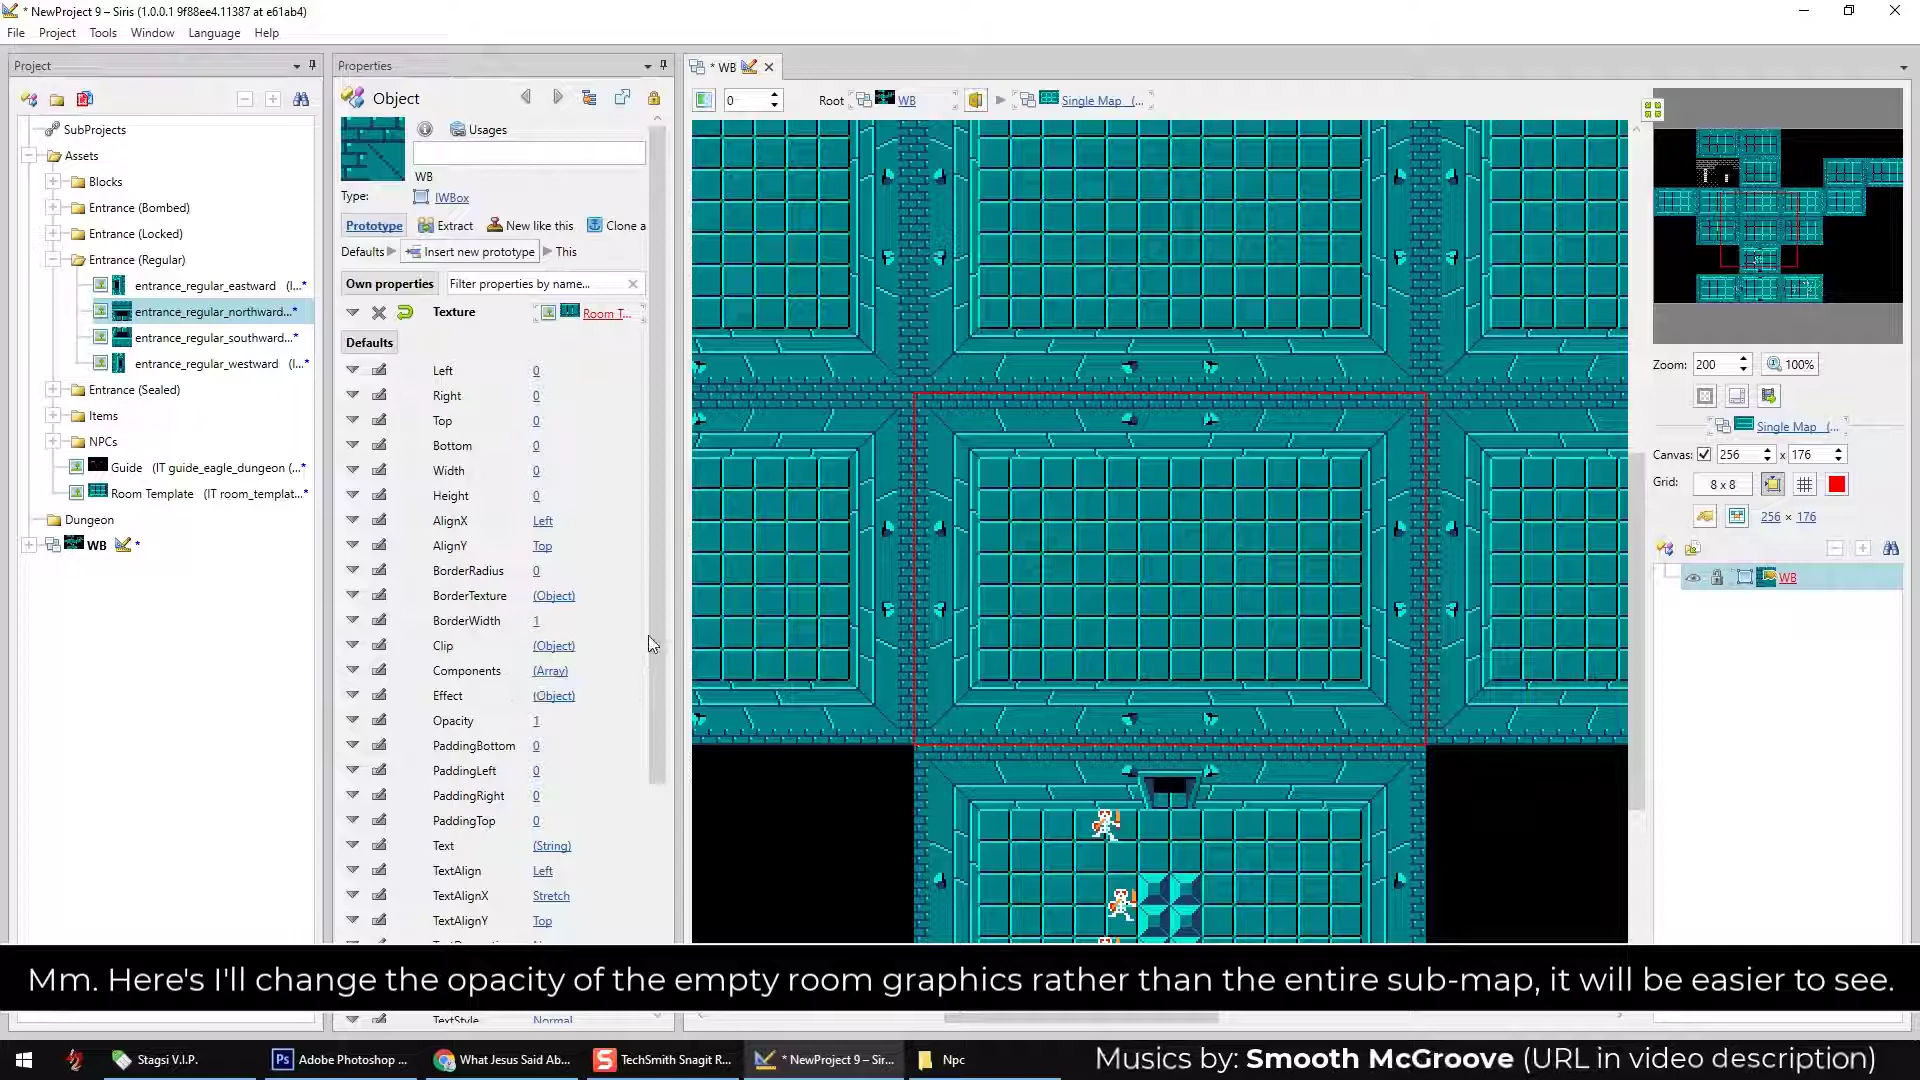 * NewProject 9 – Siris (1.0.0.1 9f88ee4.11387 at e61ab4)
File Project Tools Window Language Help
Project
SubProjects
Assets
Blocks
Entrance (Bombed)
Entrance (Locked)
Entrance (Regular)
entrance_regular_eastward (I...*
entrance_regular_northward...*
entrance_regular_southward...*
entrance_regular_westward (I...*
Entrance (Sealed)
Items
NPCs
Guide (IT guide_eagle_dungeon (...*
Room Template (IT room_templat...*
Dungeon
WB *
Properties
Object
Usages
WB
Type: IWBox
Prototype Extract New like this Clone a
Defaults Insert new prototype This
Own properties Filter properties by name...
Texture Room T...
Defaults
Left 0
Right 0
Top 0
Bottom 0
Width 0
Height 0
AlignX Left
AlignY Top
BorderRadius 0
BorderTexture (Object)
BorderWidth 1
Clip (Object)
Components (Array)
Effect (Object)
Opacity 1
PaddingBottom 0
PaddingLeft 0
PaddingRight 0
PaddingTop 0
Text (String)
TextAlign Left
TextAlignX Stretch
TextAlignY Top
TextStyle Normal
* WB
0 Root WB Single Map (...
Zoom: 200 100%
Single Map (...
Canvas: 256 x 176
Grid: 8 x 8
256 × 176
WB
Mm. Here's I'll change the opacity of the empty room graphics rather than the entire sub-map, it will be easier to see.
Stagsi V.I.P. Adobe Photoshop ... What Jesus Said Ab... TechSmith Snagit R... * NewProject 9 – Sir... Npc
Musics by: Smooth McGroove (URL in video description)